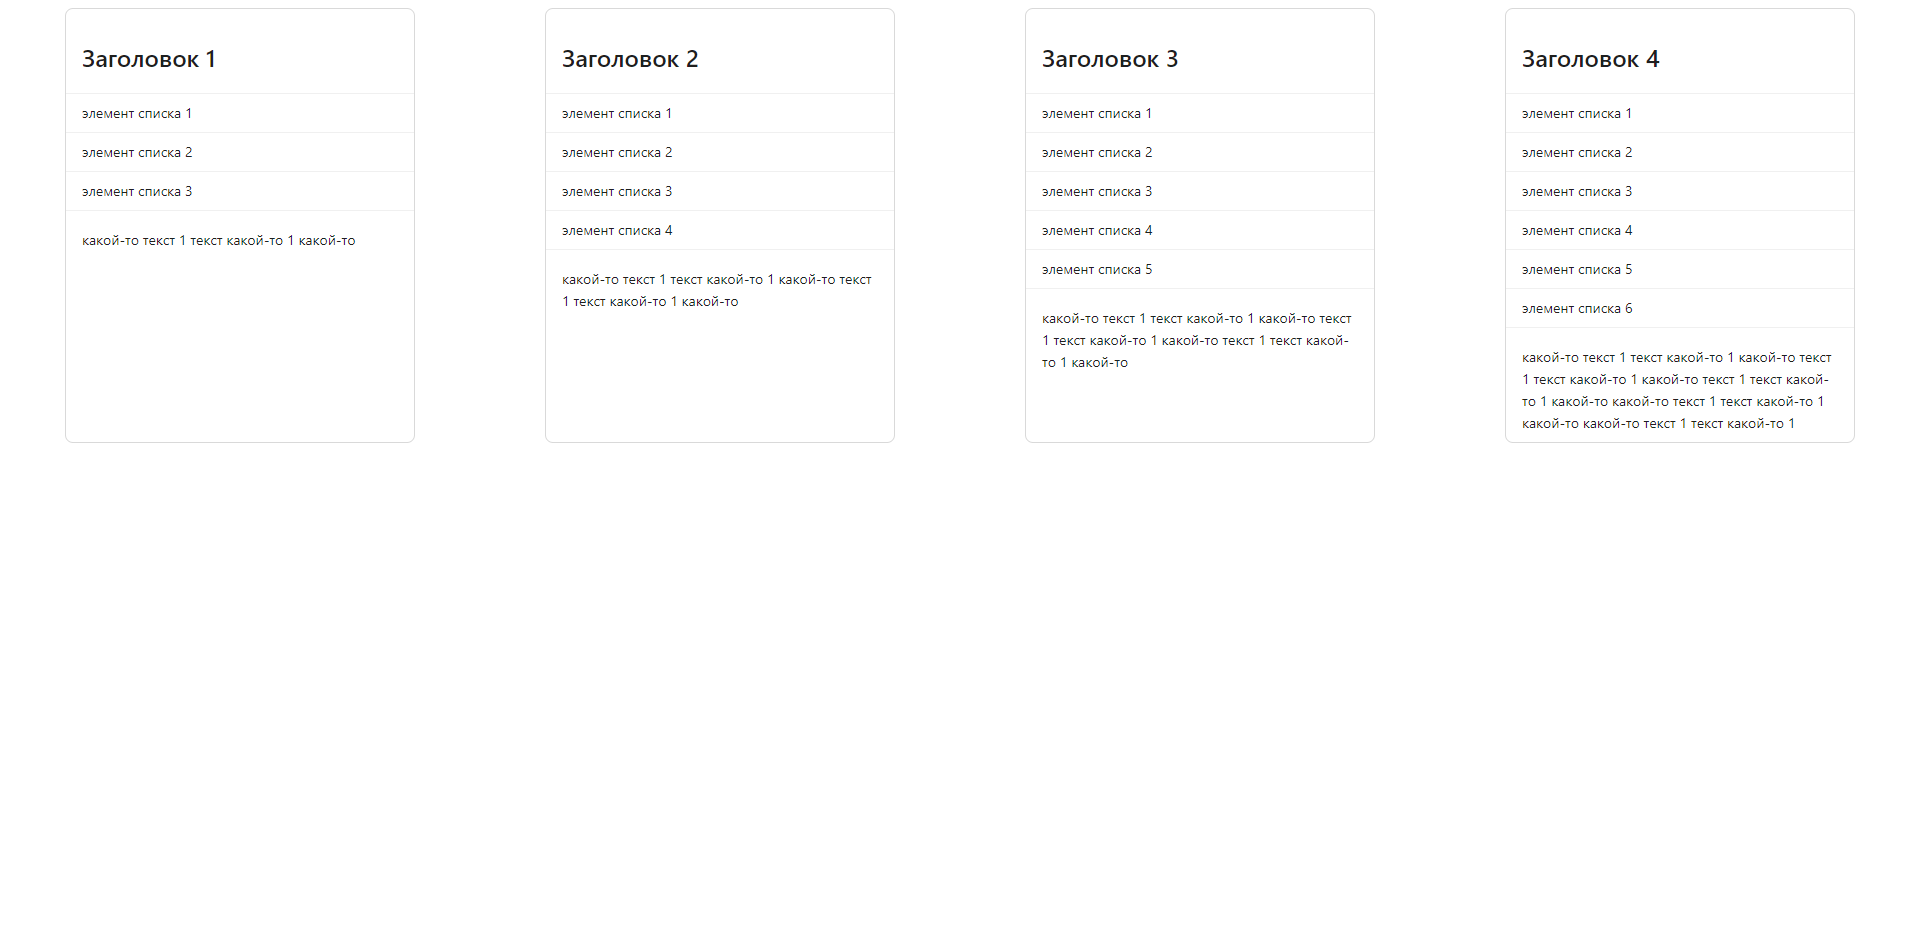 Заголовок 1
элемент списка 1
элемент списка 2
элемент списка 3
какой-то текст 1 текст какой-то 1 какой-то
Заголовок 2
элемент списка 1
элемент списка 2
элемент списка 3
элемент списка 4
какой-то текст 1 текст какой-то 1 какой-то текст
1 текст какой-то 1 какой-то
Заголовок 3
элемент списка 1
элемент списка 2
элемент списка 3
элемент списка 4
элемент списка 5
какой-то текст 1 текст какой-то 1 какой-то текст
1 текст какой-то 1 какой-то текст 1 текст какой-
то 1 какой-то
Заголовок 4
элемент списка 1
элемент списка 2
элемент списка 3
элемент списка 4
элемент списка 5
элемент списка 6
какой-то текст 1 текст какой-то 1 какой-то текст
1 текст какой-то 1 какой-то текст 1 текст какой-
то 1 какой-то какой-то текст 1 текст какой-то 1
какой-то какой-то текст 1 текст какой-то 1